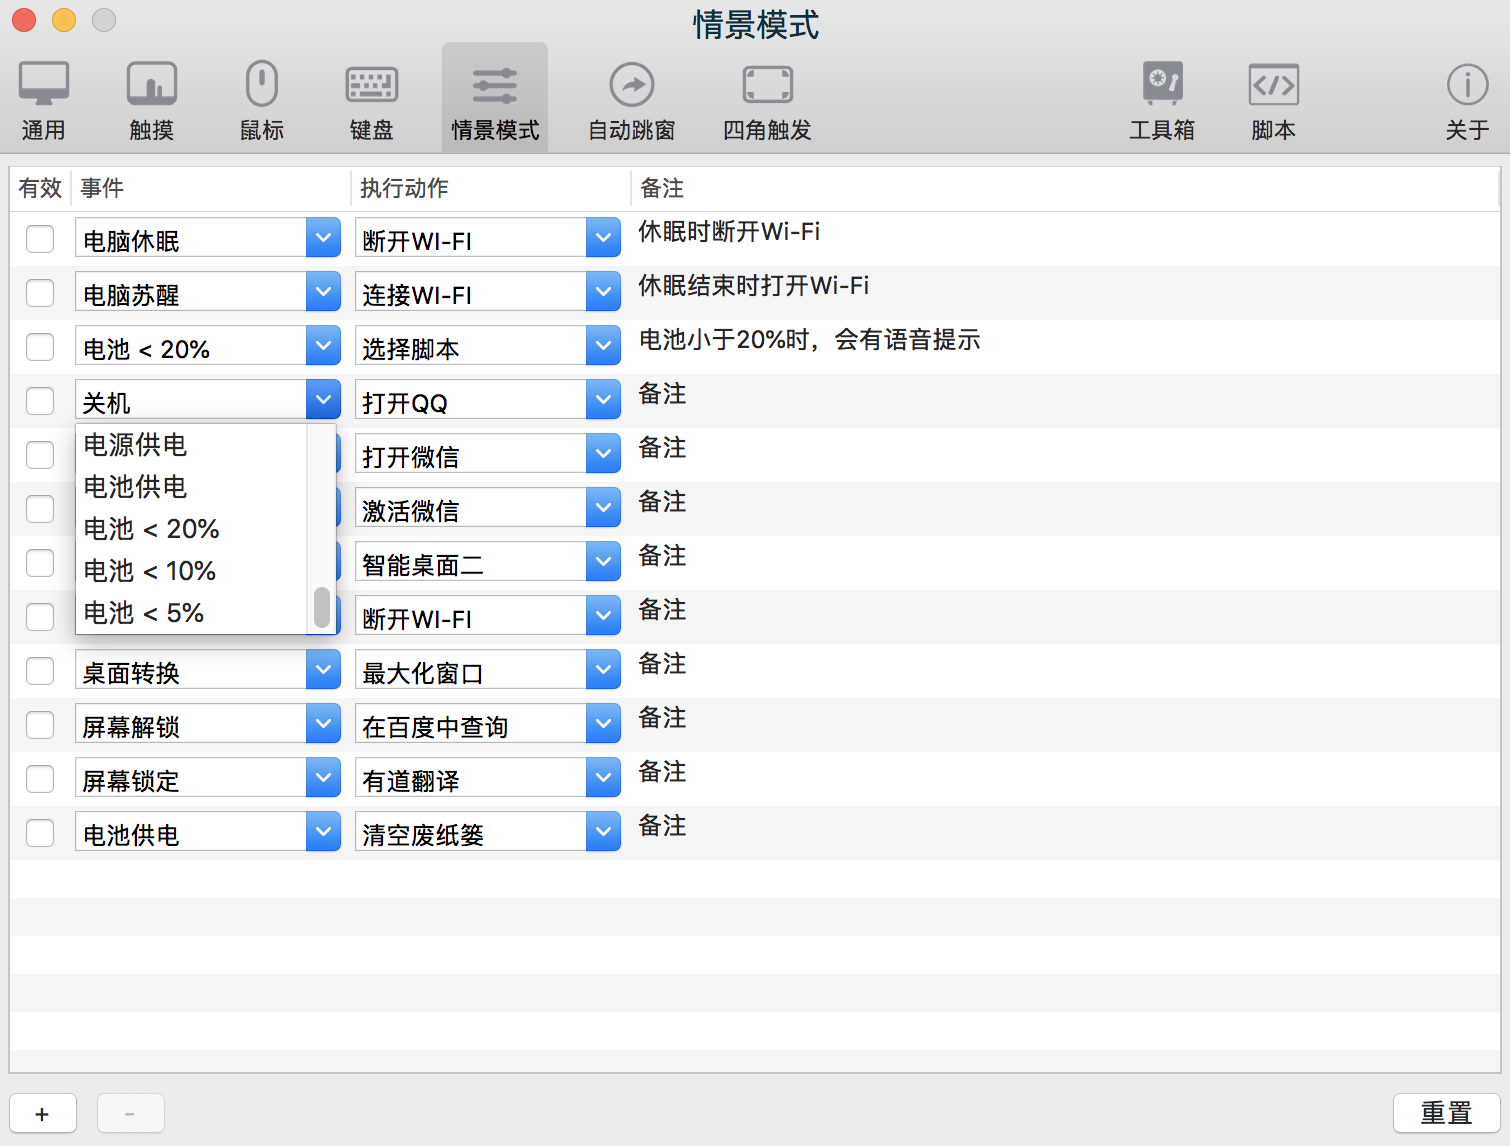 情景模式
通用 触摸 鼠标 键盘 情景模式 自动跳窗 四角触发 工具箱 脚本 关于
有效 事件 执行动作 备注
电脑休眠 断开WI-FI 休眠时断开Wi-Fi
电脑苏醒 连接WI-FI 休眠结束时打开Wi-Fi
电池 < 20% 选择脚本 电池小于20%时，会有语音提示
关机 打开QQ 备注
电源供电
打开微信 备注
电池供电
激活微信 备注
电池 < 20%
智能桌面二 备注
电池 < 10%
电池 < 5%
断开WI-FI 备注
桌面转换 最大化窗口 备注
屏幕解锁 在百度中查询 备注
屏幕锁定 有道翻译 备注
电池供电 清空废纸篓 备注
+ - 重置